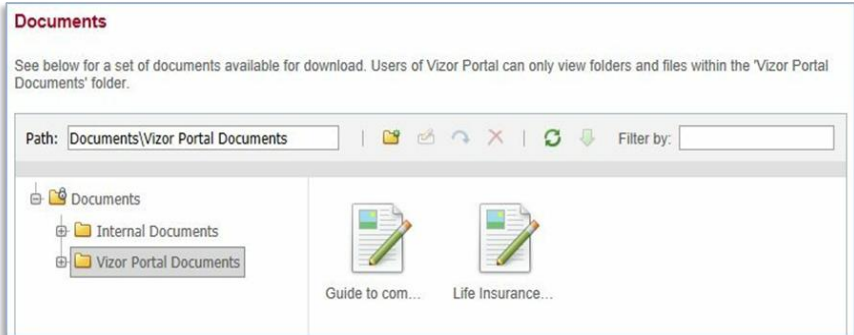 Documents
See below for a set of documents available for download. Users of Vizor Portal can only view folders and files within the 'Vizor Portal
Documents' folder.
Path: Documents\Vizor Portal Documents Filter by:
Documents
Internal Documents
Vizor Portal Documents
Guide to com... Life Insurance...